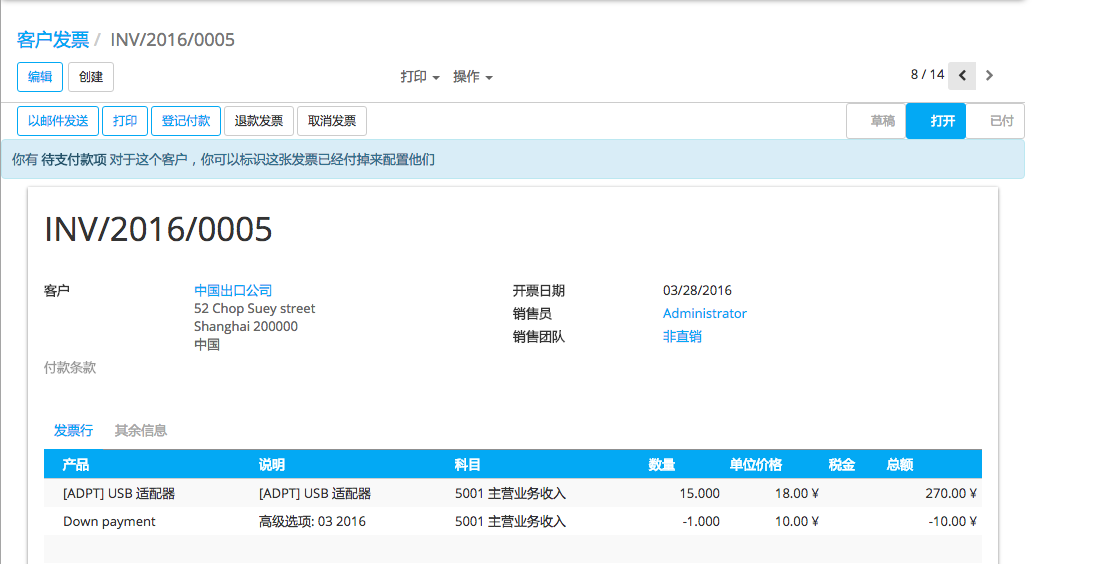 客户发票 / INV/2016/0005
编辑 创建 打印 操作 8 / 14
以邮件发送 打印 登记付款 退款发票 取消发票 草稿 打开 已付
你有 待支付款项 对于这个客户，你可以标识这张发票已经付掉来配置他们
INV/2016/0005
客户 中国出口公司 开票日期 03/28/2016
52 Chop Suey street 销售员 Administrator
Shanghai 200000
中国 销售团队 非直销
付款条款
发票行 其余信息
产品 说明 科目 数量 单位价格 税金 总额
[ADPT] USB 适配器 [ADPT] USB 适配器 5001 主营业务收入 15.000 18.00 ¥ 270.00 ¥
Down payment 高级选项: 03 2016 5001 主营业务收入 -1.000 10.00 ¥ -10.00 ¥